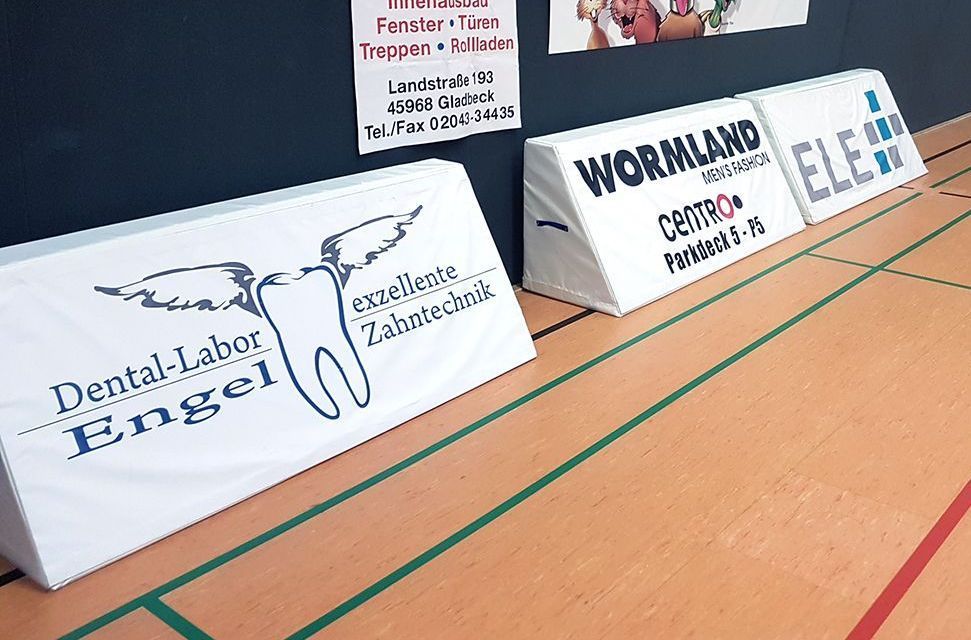 Innenausbau
Fenster • Türen
Treppen • Rollladen
Landstraße 193
45968 Gladbeck
Tel./Fax 02043-34435
WORMLAND
MEN'S FASHION
CENTRO
Parkdeck 5 - P5
ELE
Dental-Labor
Engel
exzellente
Zahntechnik